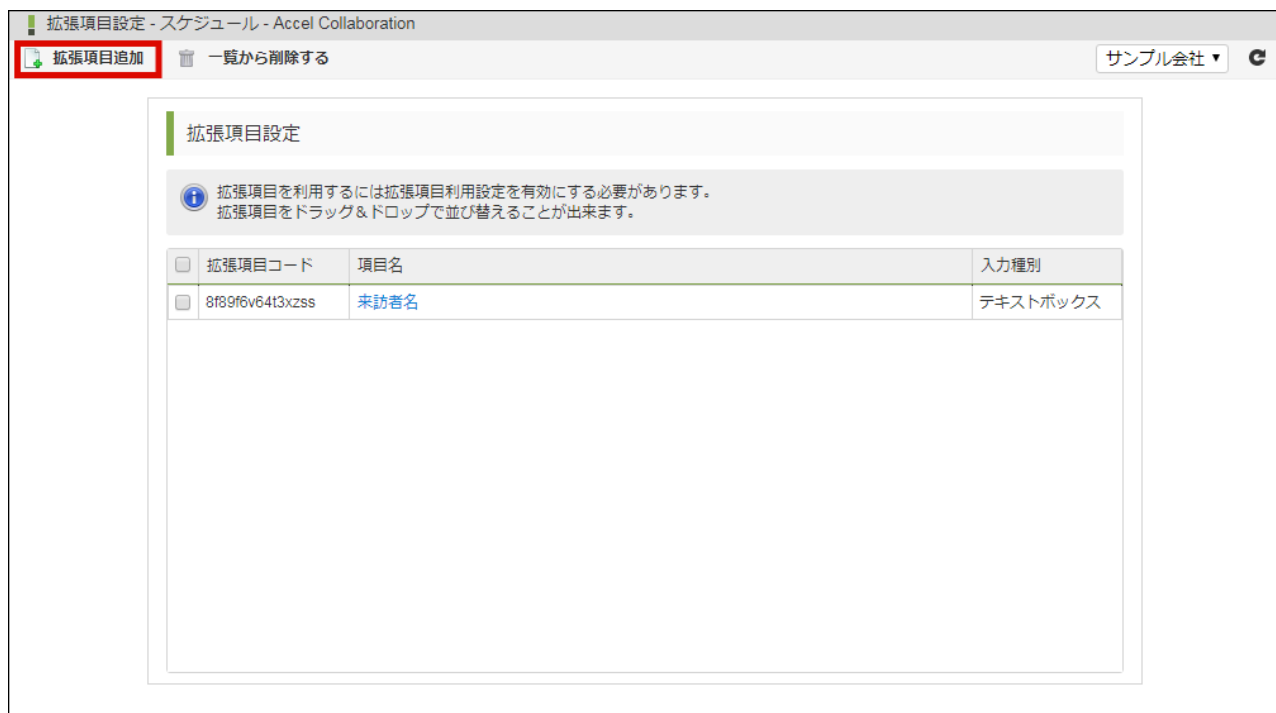 拡張項目設定 - スケジュール - Accel Collaboration
拡張項目追加 一覧から削除する サンプル会社 ▼
拡張項目設定
拡張項目を利用するには拡張項目利用設定を有効にする必要があります。
拡張項目をドラッグ＆ドロップで並び替えることが出来ます。
拡張項目コード 項目名 入力種別
8f89f6v64t3xzss 来訪者名 テキストボックス